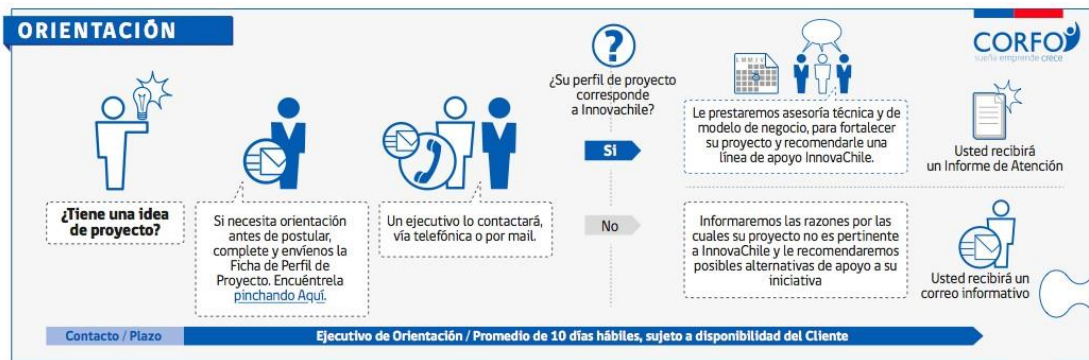 ORIENTACIÓN
CORFO
sueña emprende crece
¿Tiene una idea
de proyecto?
Si necesita orientación
antes de postular,
complete y envíenos la
Ficha de Perfil de
Proyecto. Encuéntrela
pinchando Aquí.
Un ejecutivo lo contactará,
vía telefónica o por mail.
?
¿Su perfil de proyecto
corresponde
a Innovachile?
Si
No
L M M J V
Le prestaremos asesoría técnica y de
modelo de negocio, para fortalecer
su proyecto y recomendarle una
línea de apoyo InnovaChile.
Usted recibirá
un Informe de Atención
Informaremos las razones por las
cuales su proyecto no es pertinente
a InnovaChile y le recomendaremos
posibles alternativas de apoyo a su
iniciativa
Usted recibirá un
correo informativo
Contacto / Plazo
Ejecutivo de Orientación / Promedio de 10 días hábiles, sujeto a disponibilidad del Cliente